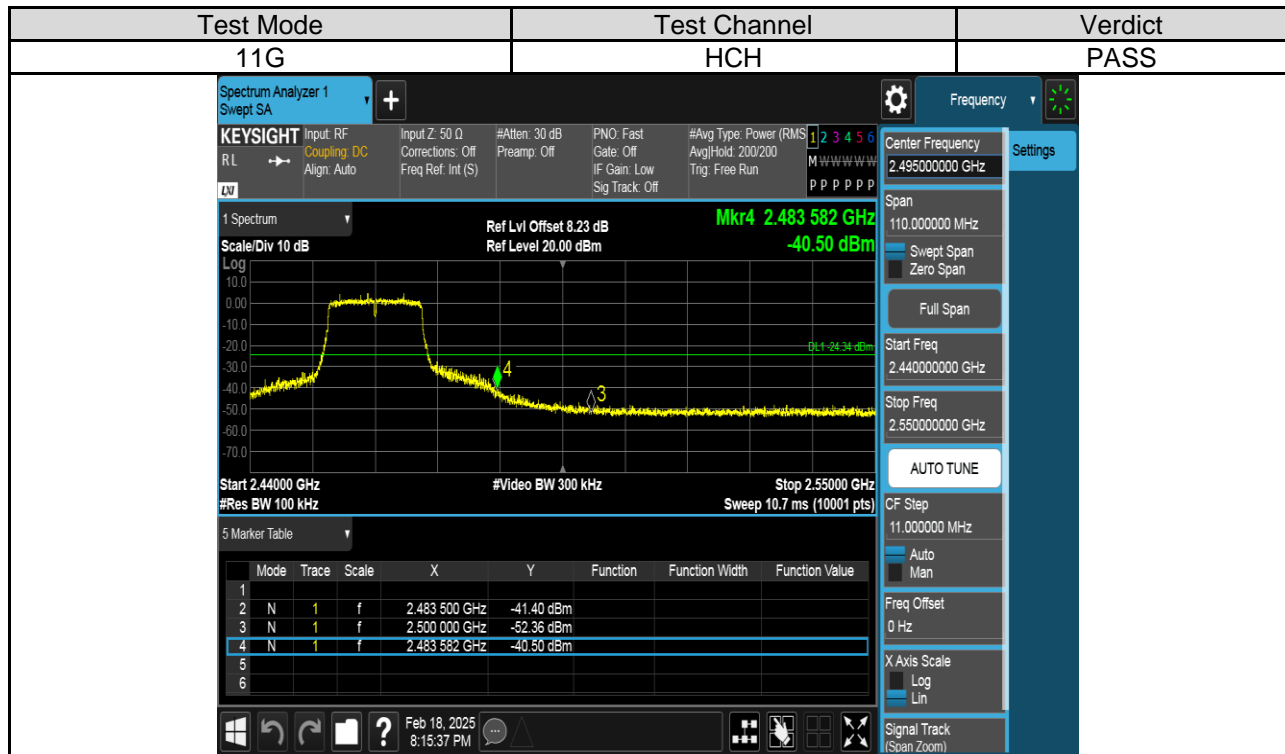 Test Mode Test Channel Verdict
11G HCH PASS
Spectrum Analyzer 1
Swept SA
+
Frequency
KEYSIGHT Input: RF Input Z: 50 Ω #Atten: 30 dB PNO: Fast #Avg Type: Power (RMS 1 2 3 4 5 6
RL Coupling: DC Corrections: Off Preamp: Off Gate: Off Avg|Hold: 200/200
Align: Auto Freq Ref: Int (S) IF Gain: Low Trig: Free Run M W W W W W
LXI Sig Track: Off P P P P P P
Center Frequency
2.495000000 GHz
Settings
Span
110.000000 MHz
Swept Span
Zero Span
Full Span
Start Freq
2.440000000 GHz
Stop Freq
2.550000000 GHz
AUTO TUNE
CF Step
11.000000 MHz
Auto
Man
Freq Offset
0 Hz
X Axis Scale
Log
Lin
Signal Track
(Span Zoom)
1 Spectrum
Ref Lvl Offset 8.23 dB Mkr4 2.483 582 GHz
Scale/Div 10 dB Ref Level 20.00 dBm -40.50 dBm
Log
10.0
0.00
-10.0
-20.0
DL1 -24.34 dBm
-30.0
4
-40.0
3
-50.0
-60.0
-70.0
Start 2.44000 GHz #Video BW 300 kHz Stop 2.55000 GHz
#Res BW 100 kHz Sweep 10.7 ms (10001 pts)
5 Marker Table
Mode Trace Scale X Y Function Function Width Function Value
1
2 N 1 f 2.483 500 GHz -41.40 dBm
3 N 1 f 2.500 000 GHz -52.36 dBm
4 N 1 f 2.483 582 GHz -40.50 dBm
5
6
? Feb 18, 2025
8:15:37 PM